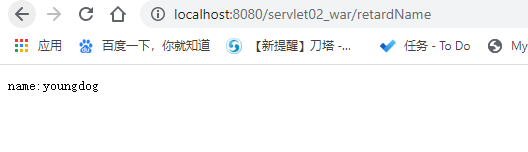 localhost:8080/servlet02_war/retardName
应用 百度一下，你就知道 【新提醒】刀塔 -... 任务 - To Do My
name:youngdog